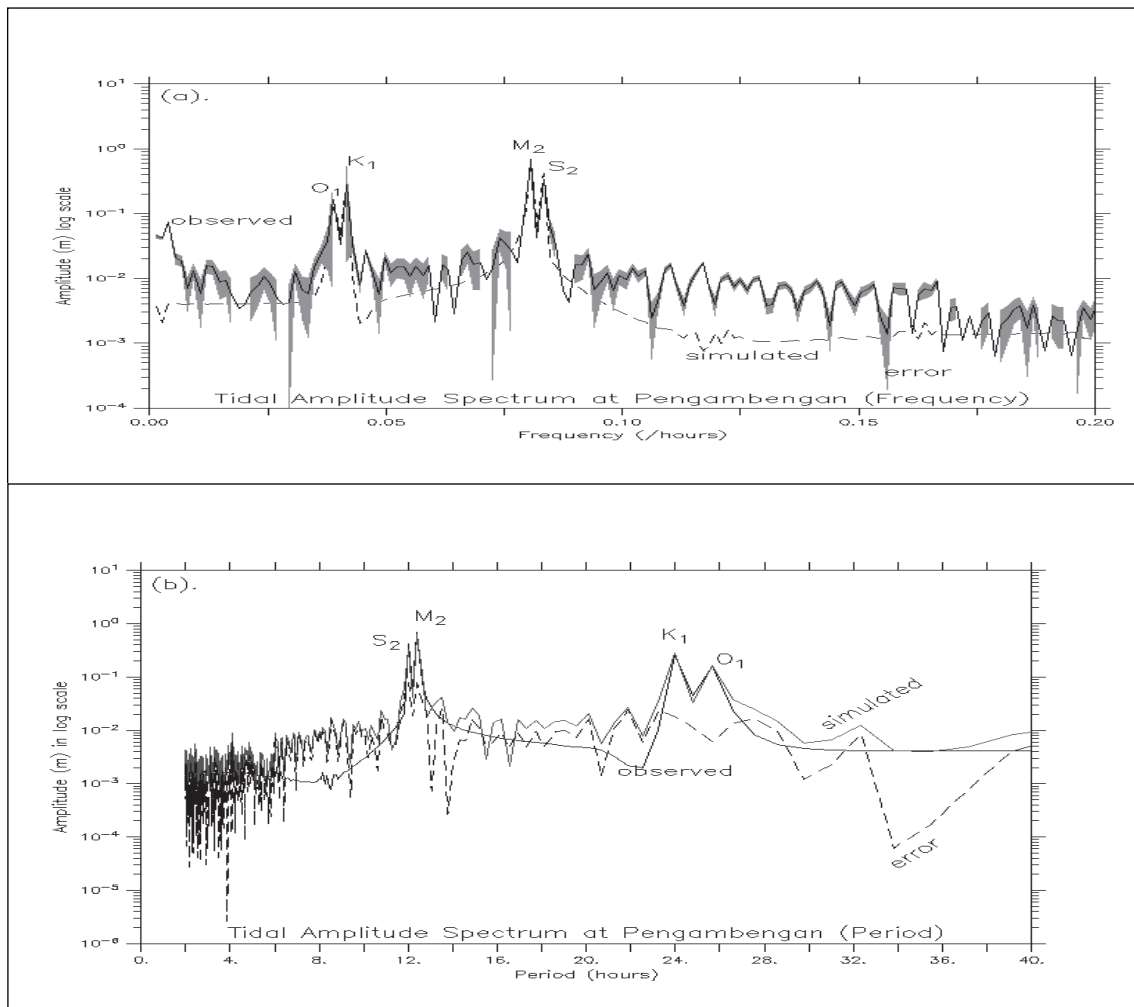 (a).
10¹
10⁰
10⁻¹
10⁻²
10⁻³
10⁻⁴
Amplitude (m) log scale
observed
O₁
K₁
M₂
S₂
simulated
error
Tidal Amplitude Spectrum at Pengambengan (Frequency)
0.00 0.05 0.10 0.15 0.20
Frequency (/hours)
(b).
10¹
10⁰
10⁻¹
10⁻²
10⁻³
10⁻⁴
10⁻⁵
10⁻⁶
Amplitude (m) in log scale
S₂
M₂
K₁
O₁
simulated
observed
error
Tidal Amplitude Spectrum at Pengambengan (Period)
0. 4. 8. 12. 16. 20. 24. 28. 32. 36. 40.
Period (hours)